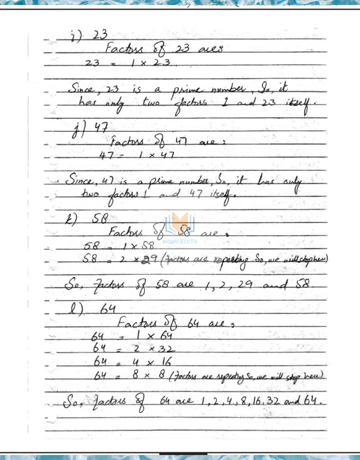 i) 23
Factors of 23 are:
23 = 1 x 23
Since, 23 is a prime number, So, it
has only two factors 1 and 23 itself.
j) 47
Factors of 47 are:
47 = 1 x 47
Since, 47 is a prime number, So, it has only
two factors 1 and 47 itself.
k) 58
Factors of 58 are:
58 = 1 x 58
58 = 2 x 29 (Factors are repeating So, we will stop here)
So, Factors of 58 are 1, 2, 29 and 58
l) 64
Factors of 64 are:
64 = 1 x 64
64 = 2 x 32
64 = 4 x 16
64 = 8 x 8 (Factors are repeating So, we will stop here)
So, Factors of 64 are 1, 2, 4, 8, 16, 32 and 64.